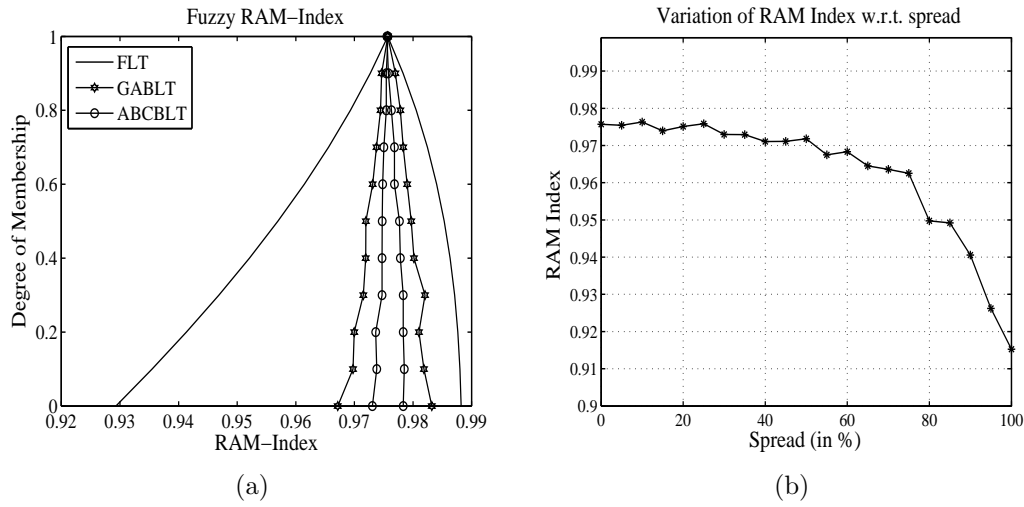 Fuzzy RAM−Index
FLT
GABLT
ABCBLT
Degree of Membership
1
0.8
0.6
0.4
0.2
0
0.92 0.93 0.94 0.95 0.96 0.97 0.98 0.99
RAM−Index
(a)
Variation of RAM Index w.r.t. spread
RAM Index
0.99
0.98
0.97
0.96
0.95
0.94
0.93
0.92
0.91
0.9
0 20 40 60 80 100
Spread (in %)
(b)